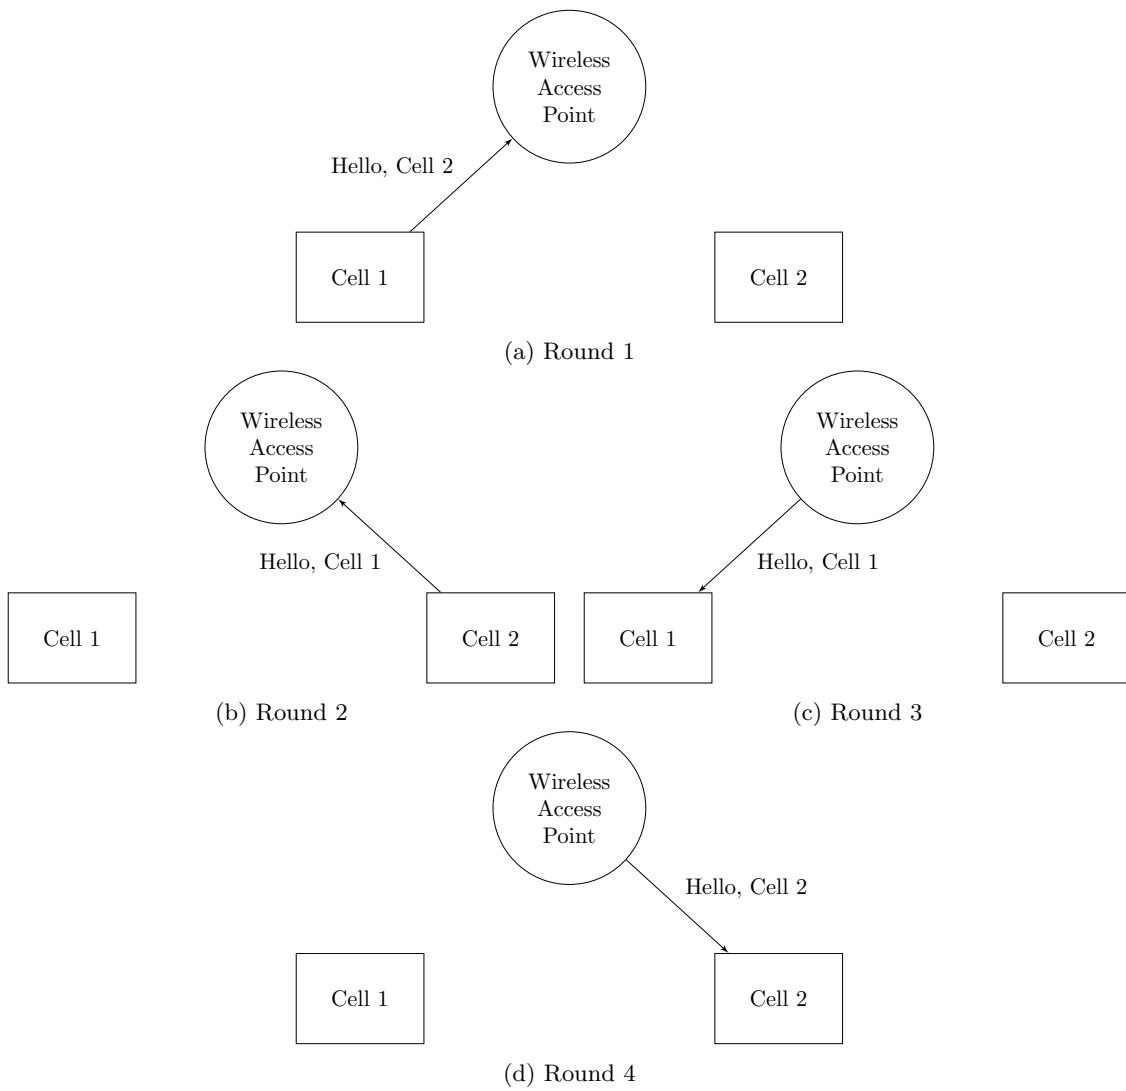 Wireless
Access
Point
Hello, Cell 2
Cell 1
Cell 2
(a) Round 1
Wireless
Access
Point
Hello, Cell 1
Cell 1
Cell 2
(b) Round 2
Wireless
Access
Point
Hello, Cell 1
Cell 1
Cell 2
(c) Round 3
Wireless
Access
Point
Hello, Cell 2
Cell 1
Cell 2
(d) Round 4